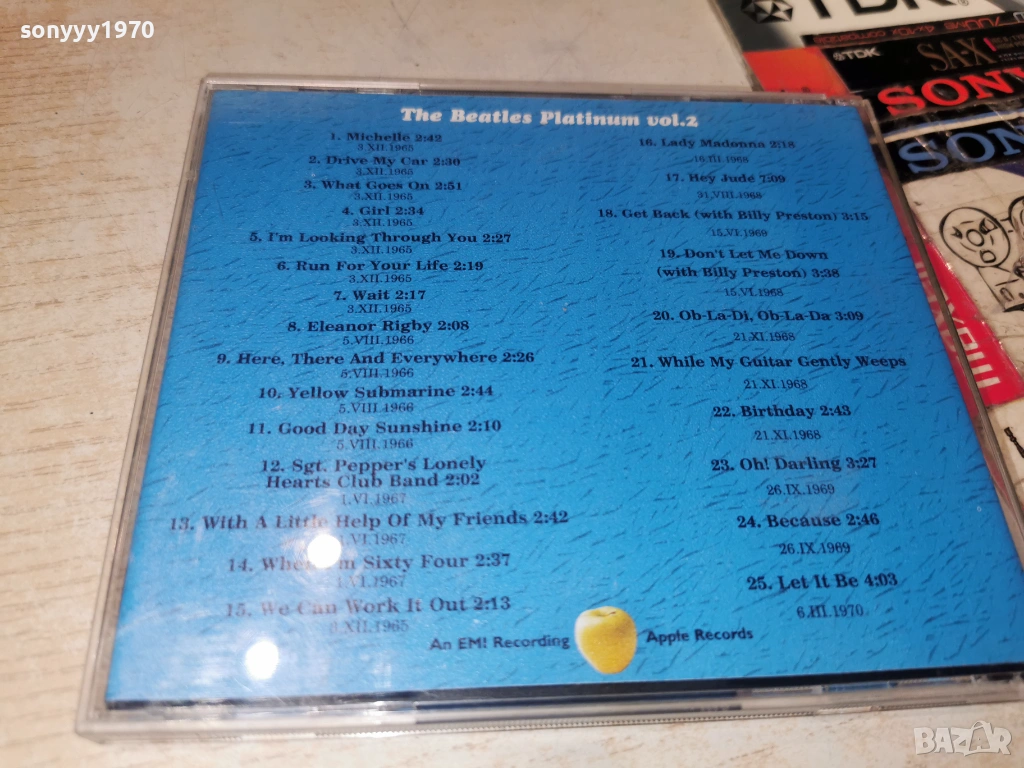 sonyyy1970
TDK
TDK
SA-X
SONY
SON
The Beatles Platinum vol.2
1. Michelle 2:42
3.XII.1965
2. Drive My Car 2:30
3.XII.1965
3. What Goes On 2:51
3.XII.1965
4. Girl 2:34
3.XII.1965
5. I'm Looking Through You 2:27
3.XII.1965
6. Run For Your Life 2:19
3.XII.1965
7. Wait 2:17
3.XII.1965
8. Eleanor Rigby 2:08
5.VIII.1966
9. Here, There And Everywhere 2:26
5.VIII.1966
10. Yellow Submarine 2:44
5.VIII.1966
11. Good Day Sunshine 2:10
5.VIII.1966
12. Sgt. Pepper's Lonely
Hearts Club Band 2:02
1.VI.1967
13. With A Little Help Of My Friends 2:42
1.VI.1967
14. When I'm Sixty Four 2:37
1.VI.1967
15. We Can Work It Out 2:13
3.XII.1965
16. Lady Madonna 2:18
16.III.1968
17. Hey Jude 7:09
31.VIII.1968
18. Get Back (with Billy Preston) 3:15
15.VI.1969
19. Don't Let Me Down
(with Billy Preston) 3:38
15.VI.1968
20. Ob-La-Di, Ob-La-Da 3:09
21.XI.1968
21. While My Guitar Gently Weeps
21.XI.1968
22. Birthday 2:43
21.XI.1968
23. Oh! Darling 3:27
26.IX.1969
24. Because 2:46
26.IX.1969
25. Let It Be 4:03
6.III.1970
An EM! Recording
Apple Records
BAZAR